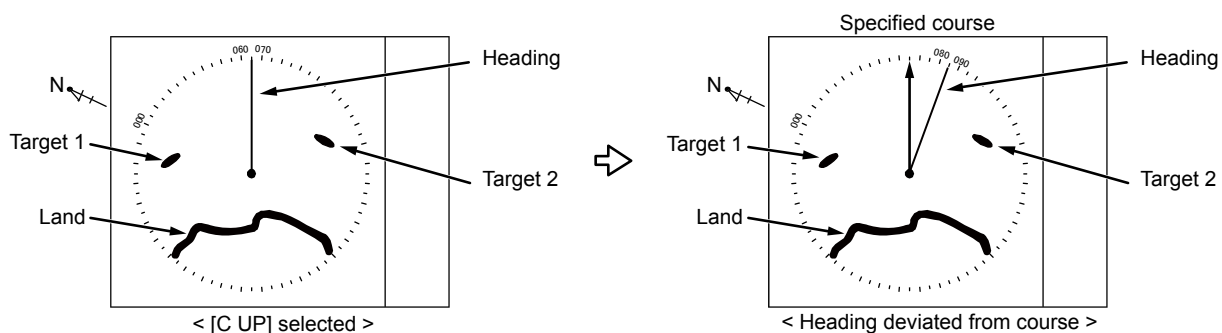 060 070
000
N
Heading
Target 1
Target 2
Land
< [C UP] selected >
Specified course
080 090
000
N
Heading
Target 1
Target 2
Land
< Heading deviated from course >